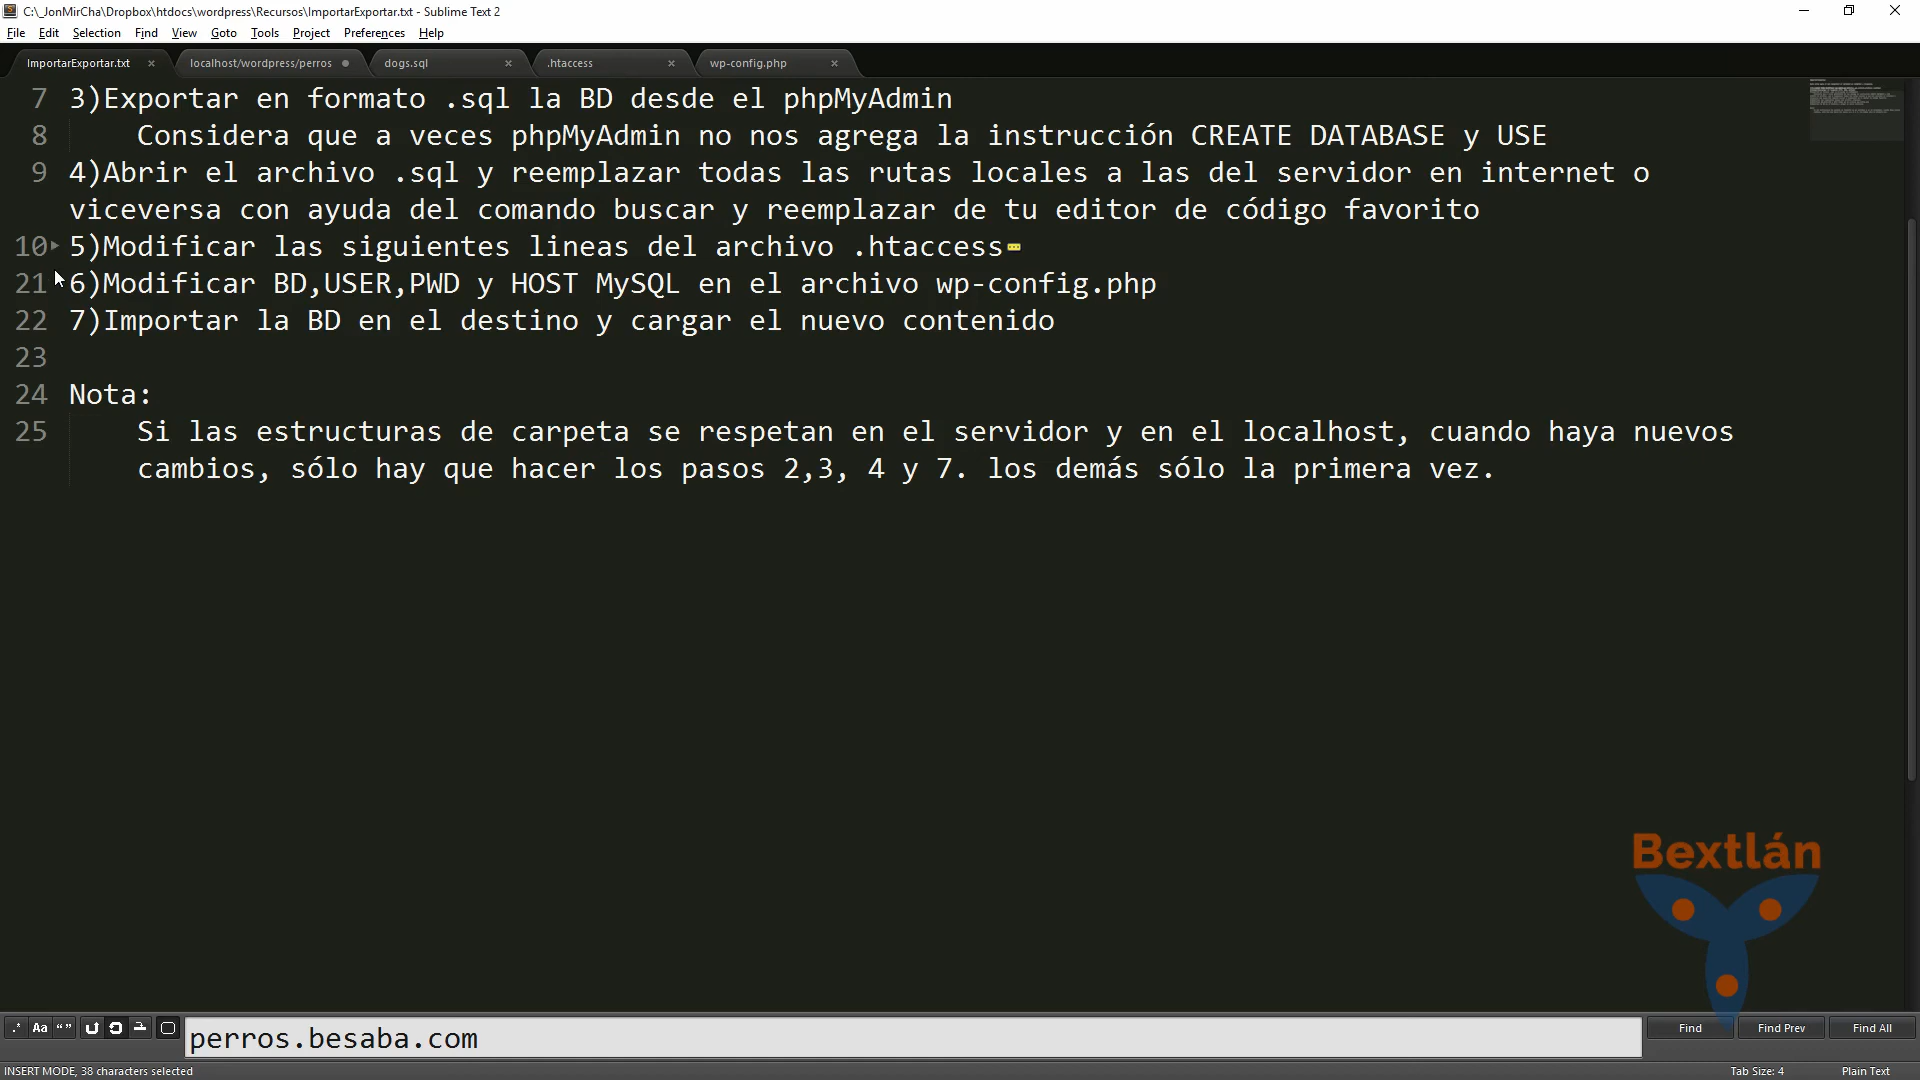 C:\_JonMirCha\Dropbox\htdocs\wordpress\Recursos\ImportarExportar.txt - Sublime Text 2
File Edit Selection Find View Goto Tools Project Preferences Help
ImportarExportar.txt × localhost/wordpress/perros dogs.sql × .htaccess × wp-config.php ×
7 3)Exportar en formato .sql la BD desde el phpMyAdmin
8 Considera que a veces phpMyAdmin no nos agrega la instrucción CREATE DATABASE y USE
9 4)Abrir el archivo .sql y reemplazar todas las rutas locales a las del servidor en internet o
viceversa con ayuda del comando buscar y reemplazar de tu editor de código favorito
10 5)Modificar las siguientes lineas del archivo .htaccess
21 6)Modificar BD,USER,PWD y HOST MySQL en el archivo wp-config.php
22 7)Importar la BD en el destino y cargar el nuevo contenido
23
24 Nota:
25 Si las estructuras de carpeta se respetan en el servidor y en el localhost, cuando haya nuevos
cambios, sólo hay que hacer los pasos 2,3, 4 y 7. los demás sólo la primera vez.
Bextlán
.* Aa “” perros.besaba.com Find Find Prev Find All
INSERT MODE, 38 characters selected Tab Size: 4 Plain Text